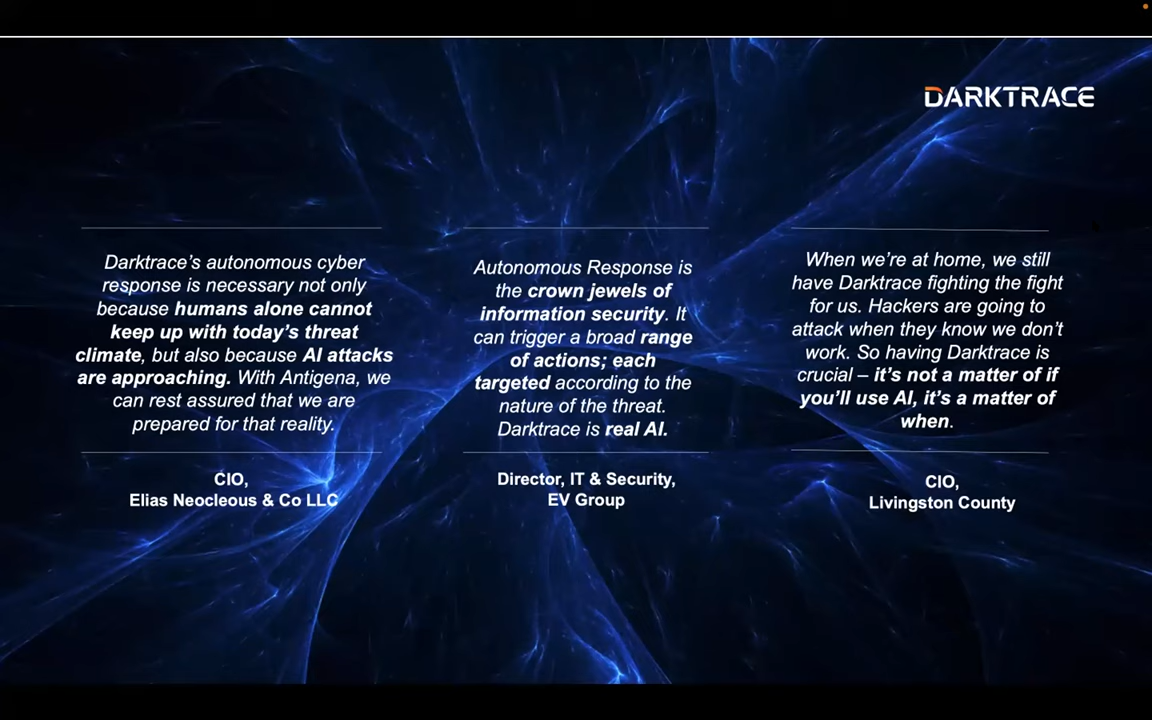 DARKTRACE
Darktrace’s autonomous cyber
response is necessary not only
because humans alone cannot
keep up with today’s threat
climate, but also because AI attacks
are approaching. With Antigena, we
can rest assured that we are
prepared for that reality.
CIO,
Elias Neocleous & Co LLC
Autonomous Response is
the crown jewels of
information security. It
can trigger a broad range
of actions; each
targeted according to the
nature of the threat.
Darktrace is real AI.
Director, IT & Security,
EV Group
When we’re at home, we still
have Darktrace fighting the fight
for us. Hackers are going to
attack when they know we don’t
work. So having Darktrace is
crucial – it’s not a matter of if
you’ll use AI, it’s a matter of
when.
CIO,
Livingston County